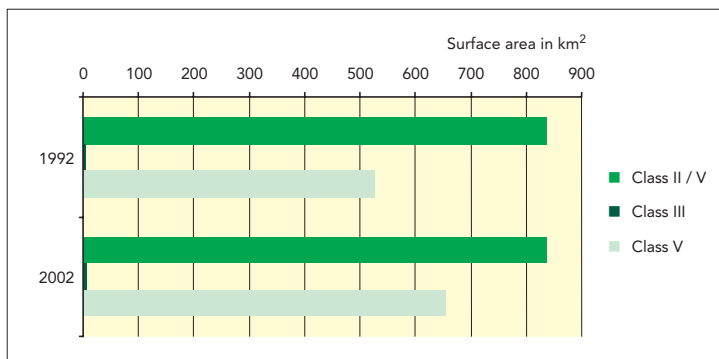 Surface area in km²
0 100 200 300 400 500 600 700 800 900
1992
2002
Class II / V
Class III
Class V